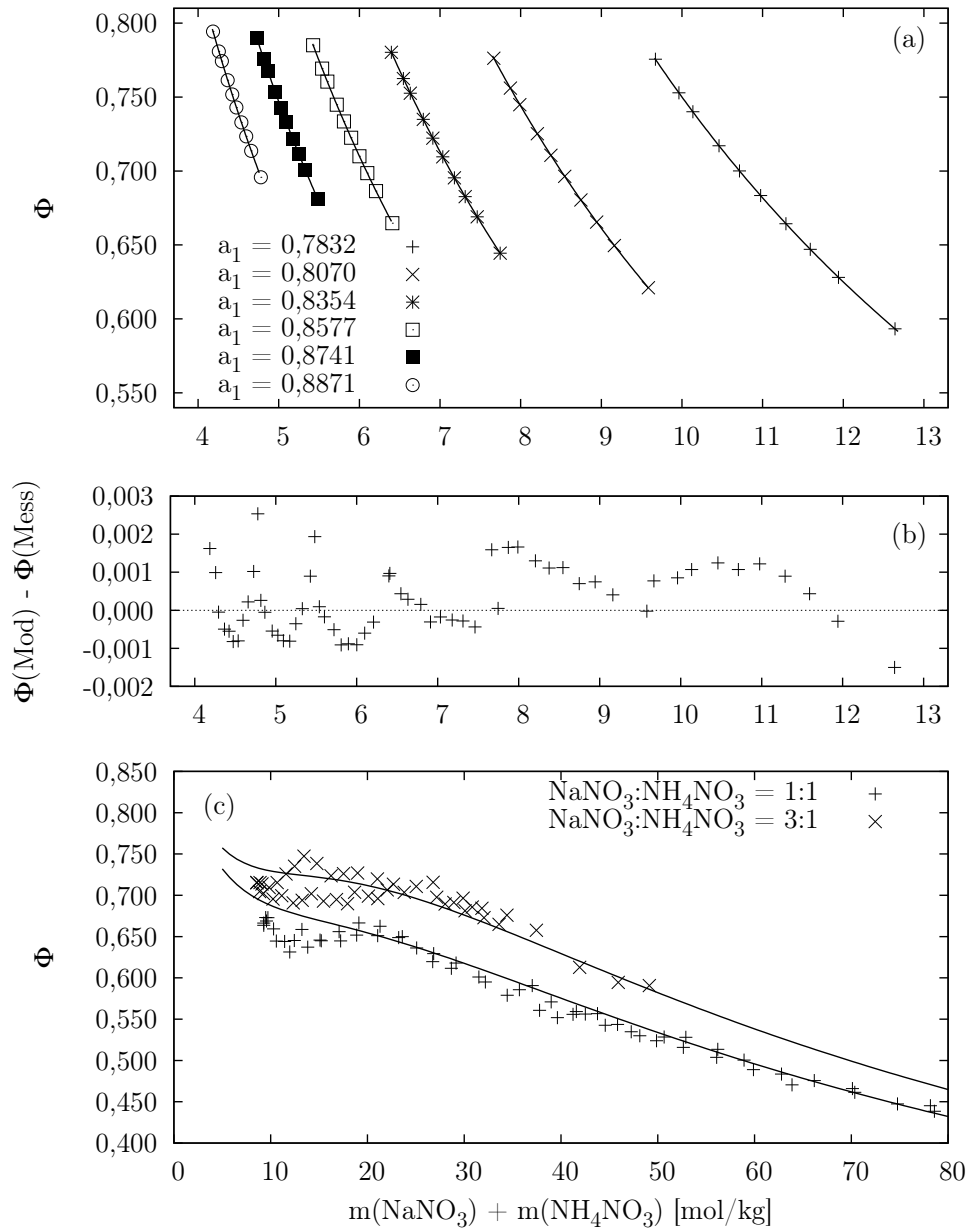 0,800
(a)
0,750
0,700
Φ
0,650
a1 = 0,7832
a1 = 0,8070
0,600
a1 = 0,8354
a1 = 0,8577
a1 = 0,8741
0,550
a1 = 0,8871
4 5 6 7 8 9 10 11 12 13
Φ(Mod) - Φ(Mess)
0,003
(b)
0,002
0,001
0,000
-0,001
-0,002
4 5 6 7 8 9 10 11 12 13
0,850
(c)
NaNO3:NH4NO3 = 1:1
NaNO3:NH4NO3 = 3:1
0,800
0,750
0,700
0,650
Φ
0,600
0,550
0,500
0,450
0,400
0 10 20 30 40 50 60 70 80
m(NaNO3) + m(NH4NO3) [mol/kg]